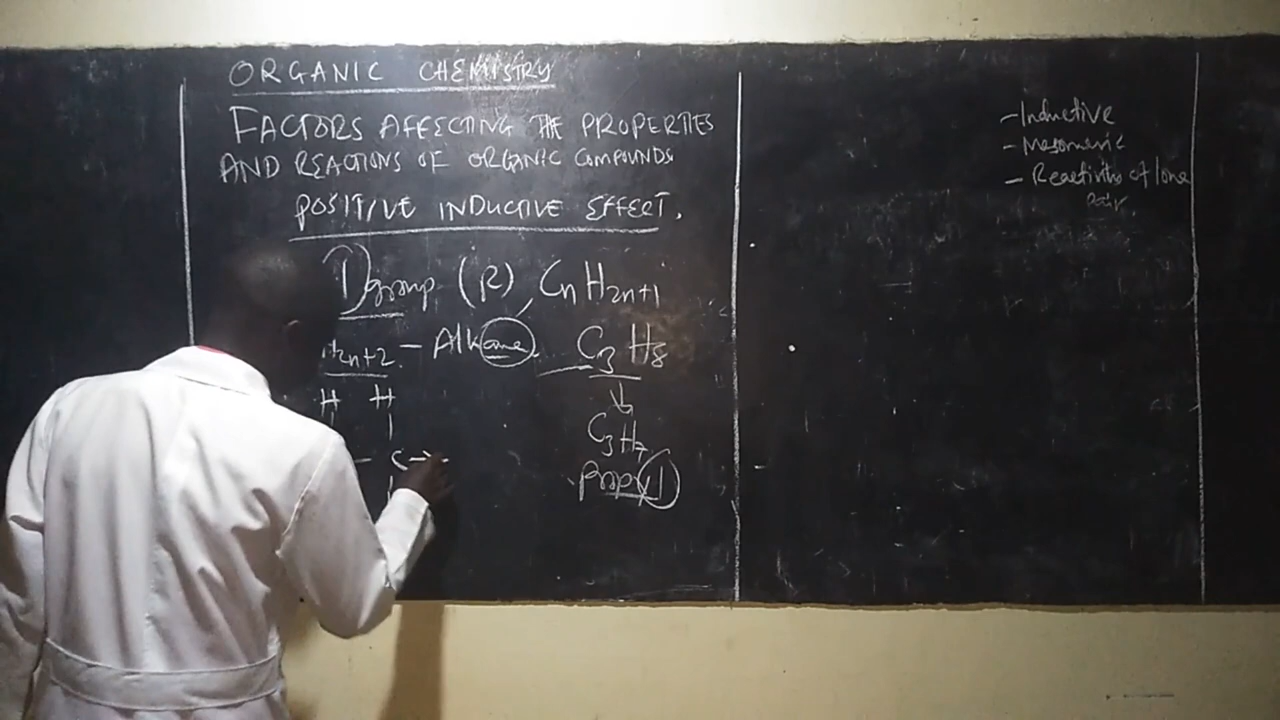 ORGANIC CHEMISTRY
FACTORS AFFECTING THE PROPERTIES
AND REACTIONS OF ORGANIC COMPOUNDS
POSITIVE INDUCTIVE EFFECT.
group (R) CnH2n+1
H2n+2 - Alkane. C3H8
H H
C3H7
- C -
propyl
- Inductive
- Mesomeric
- Reactivity of lone
Pair